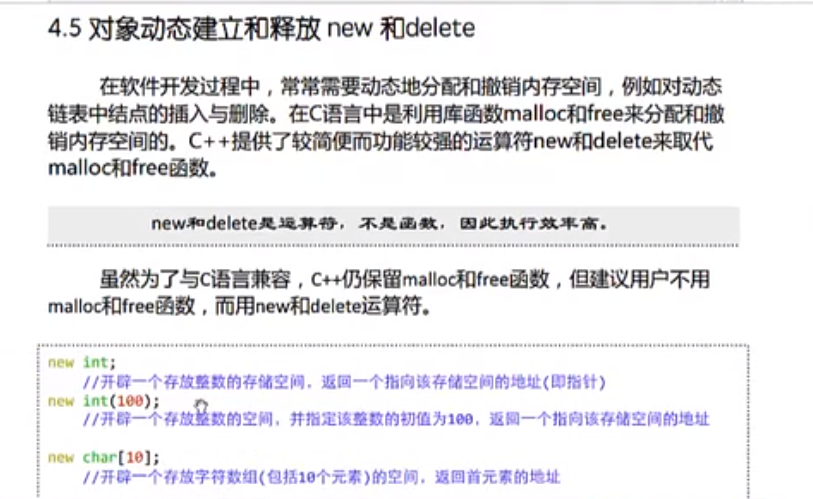 4.5 对象动态建立和释放 new 和delete
在软件开发过程中，常常需要动态地分配和撤销内存空间，例如对动态
链表中结点的插入与删除。在C语言中是利用库函数malloc和free来分配和撤
销内存空间的。C++提供了较简便而功能较强的运算符new和delete来取代
malloc和free函数。
new和delete是运算符，不是函数，因此执行效率高。
虽然为了与C语言兼容，C++仍保留malloc和free函数，但建议用户不用
malloc和free函数，而用new和delete运算符。
new int;
//开辟一个存放整数的存储空间，返回一个指向该存储空间的地址(即指针)
new int(100);
//开辟一个存放整数的空间，并指定该整数的初值为100，返回一个指向该存储空间的地址
new char[10];
//开辟一个存放字符数组(包括10个元素)的空间，返回首元素的地址